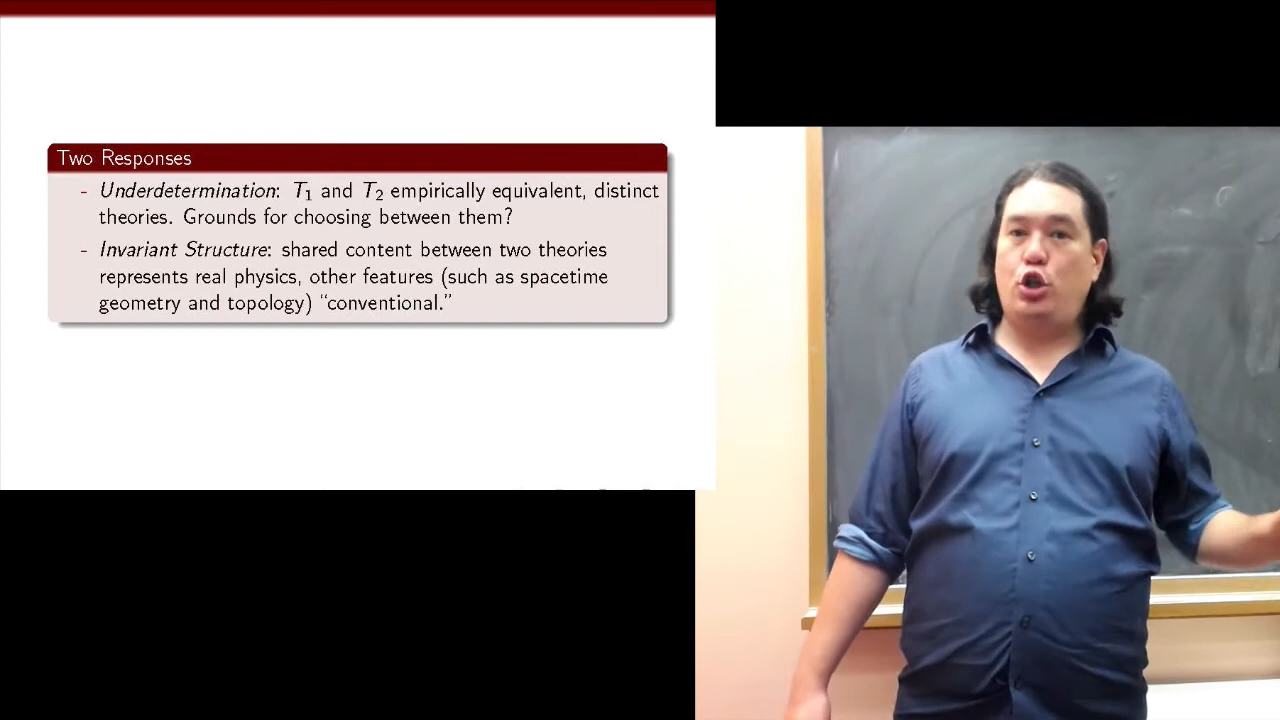 Two Responses
- Underdetermination: T₁ and T₂ empirically equivalent, distinct
theories. Grounds for choosing between them?
- Invariant Structure: shared content between two theories
represents real physics, other features (such as spacetime
geometry and topology) “conventional.”